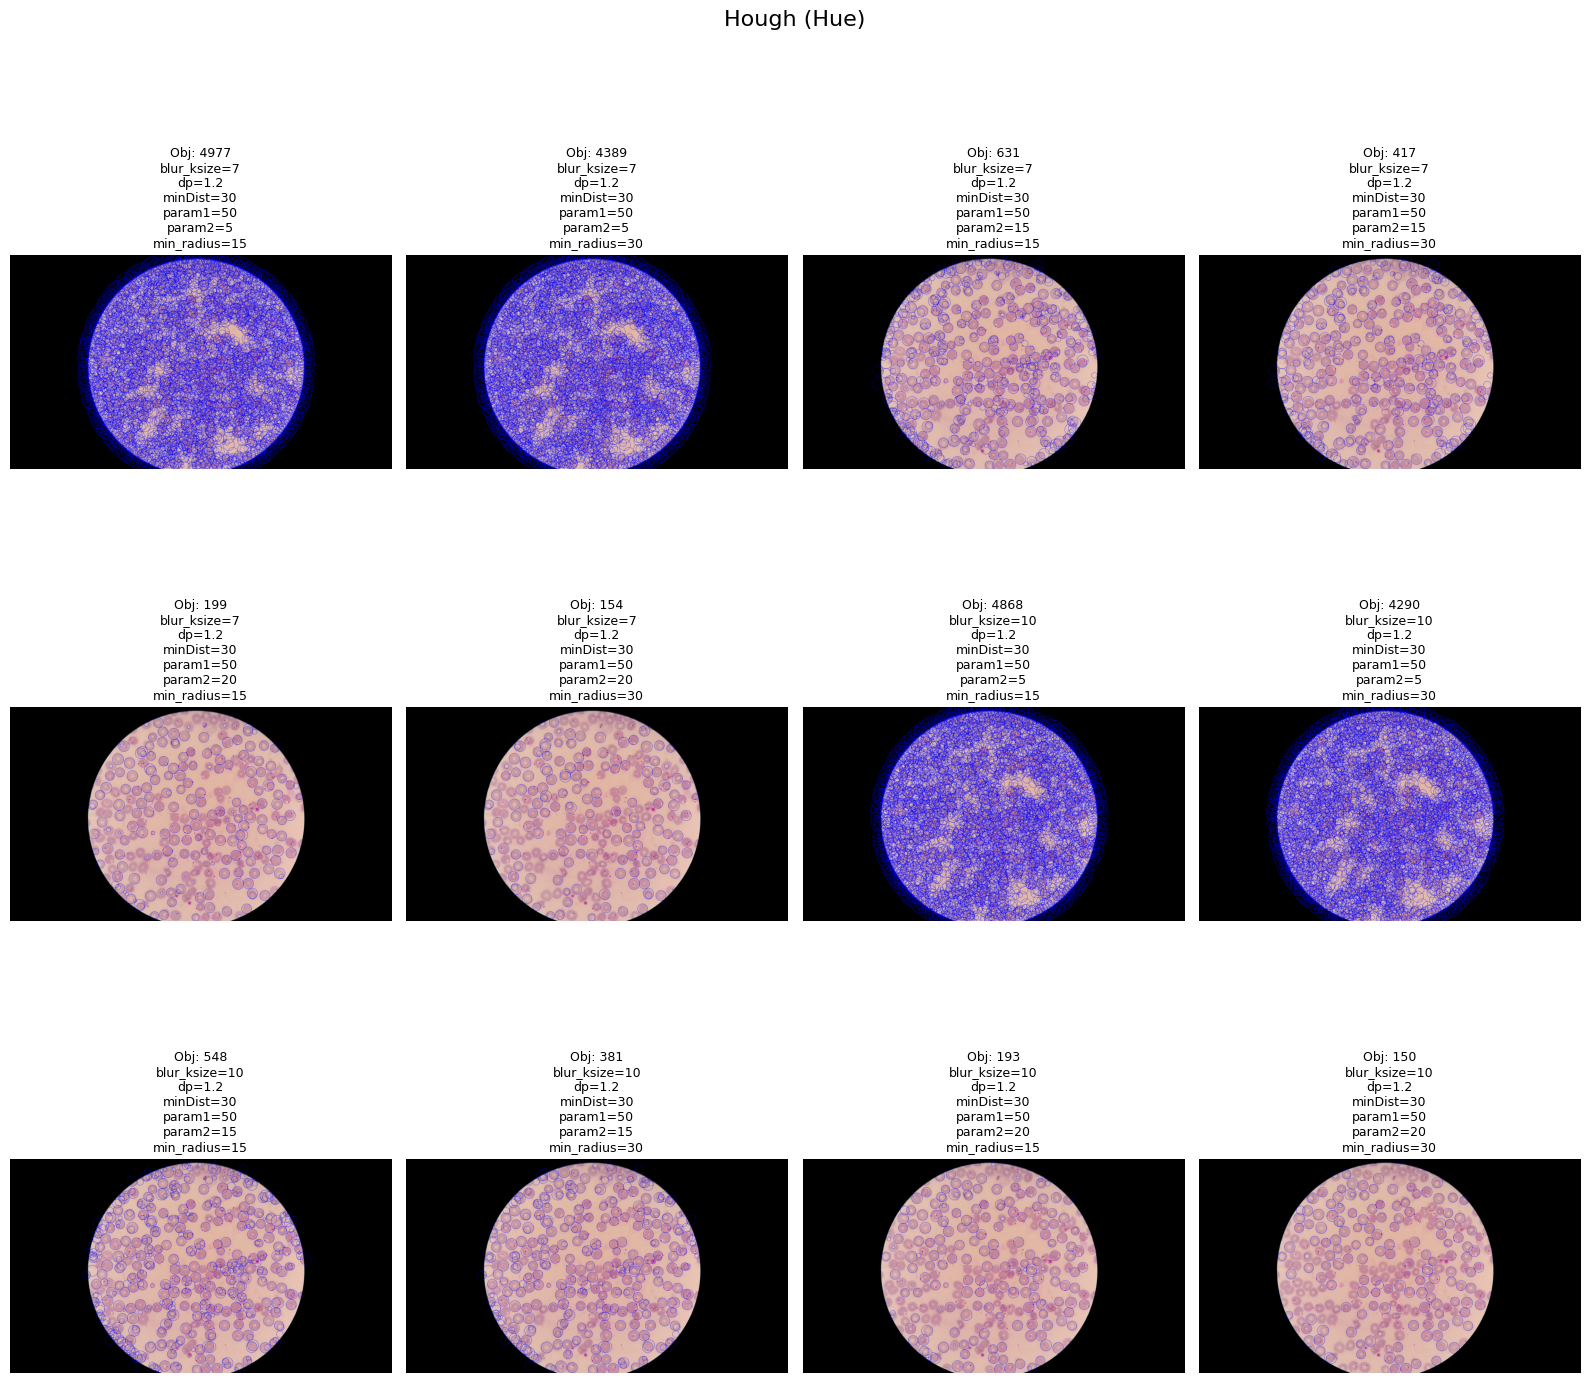 Hough (Hue)
Obj: 4977
blur_ksize=7
dp=1.2
minDist=30
param1=50
param2=5
min_radius=15
Obj: 4389
blur_ksize=7
dp=1.2
minDist=30
param1=50
param2=5
min_radius=30
Obj: 631
blur_ksize=7
dp=1.2
minDist=30
param1=50
param2=15
min_radius=15
Obj: 417
blur_ksize=7
dp=1.2
minDist=30
param1=50
param2=15
min_radius=30
Obj: 199
blur_ksize=7
dp=1.2
minDist=30
param1=50
param2=20
min_radius=15
Obj: 154
blur_ksize=7
dp=1.2
minDist=30
param1=50
param2=20
min_radius=30
Obj: 4868
blur_ksize=10
dp=1.2
minDist=30
param1=50
param2=5
min_radius=15
Obj: 4290
blur_ksize=10
dp=1.2
minDist=30
param1=50
param2=5
min_radius=30
Obj: 548
blur_ksize=10
dp=1.2
minDist=30
param1=50
param2=15
min_radius=15
Obj: 381
blur_ksize=10
dp=1.2
minDist=30
param1=50
param2=15
min_radius=30
Obj: 193
blur_ksize=10
dp=1.2
minDist=30
param1=50
param2=20
min_radius=15
Obj: 150
blur_ksize=10
dp=1.2
minDist=30
param1=50
param2=20
min_radius=30